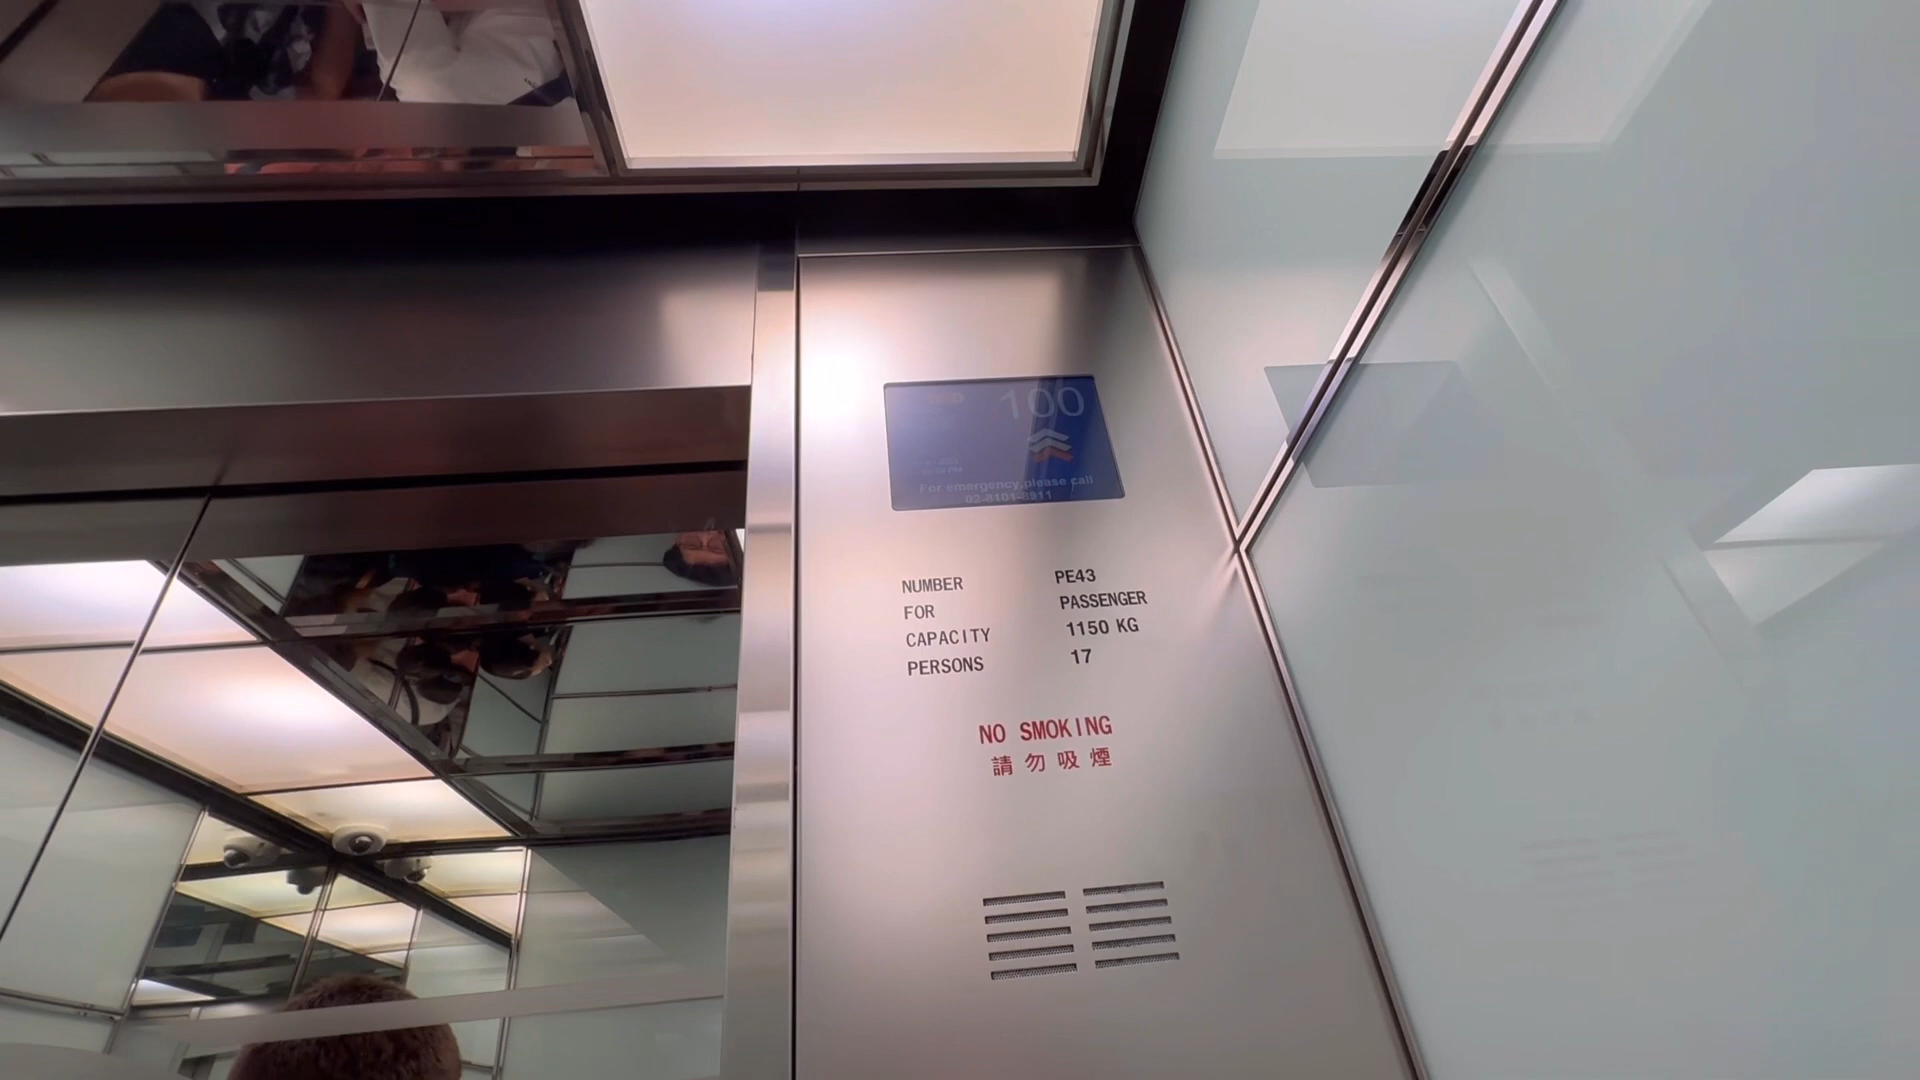 100
For emergency,please call
02-8101-8911
NUMBER PE43
FOR PASSENGER
CAPACITY 1150 KG
PERSONS 17
NO SMOKING
請勿吸煙